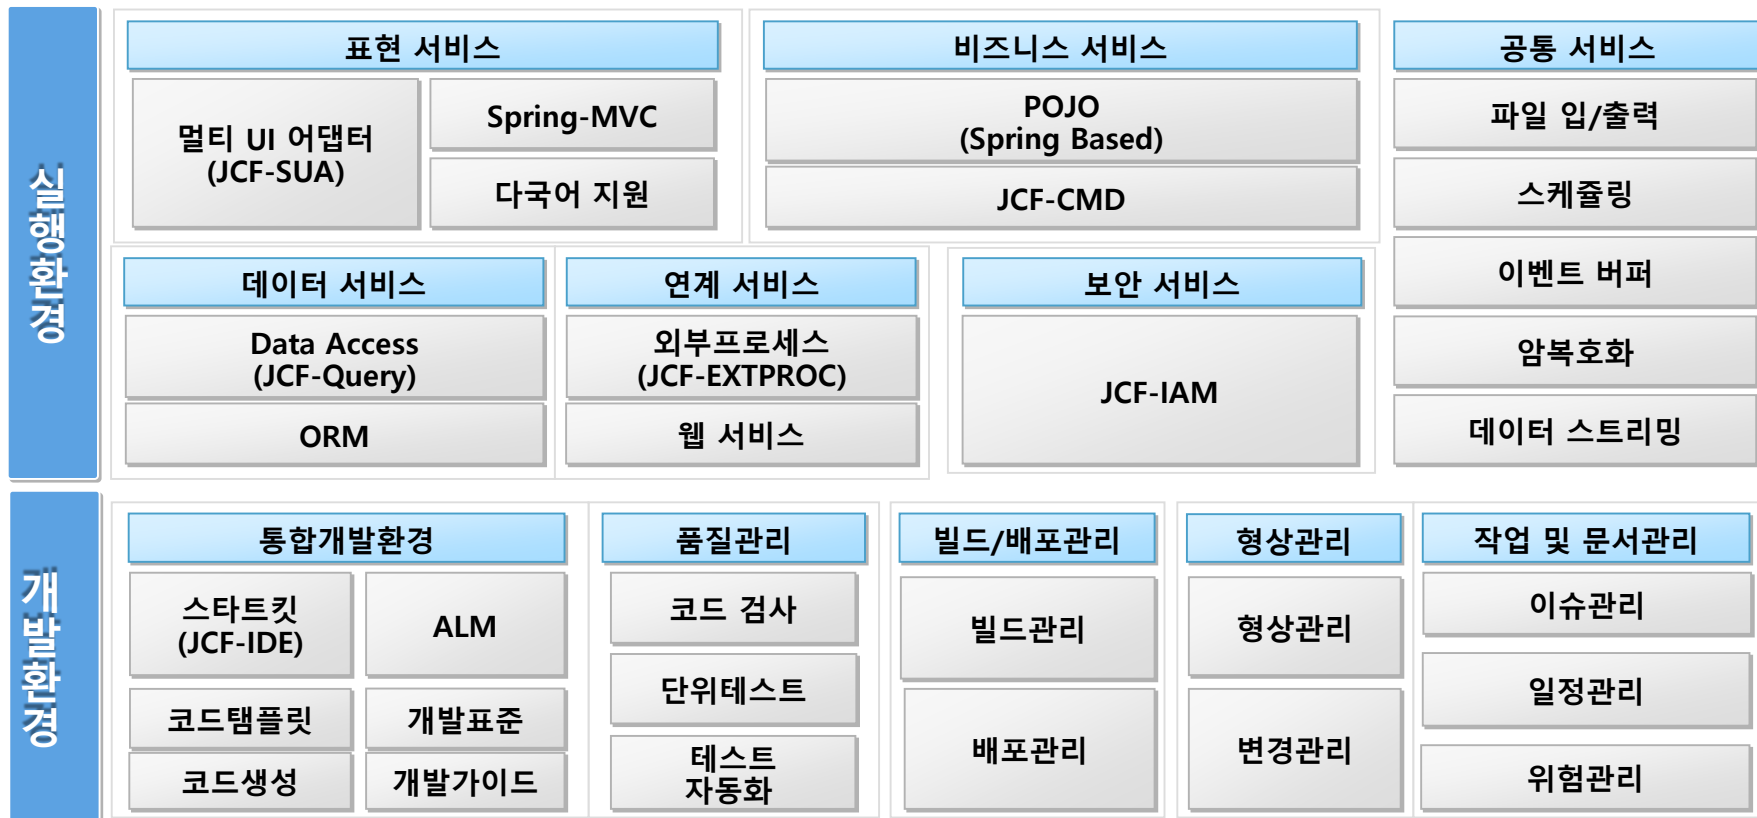 실행환경
표현 서비스
멀티 UI 어댑터
(JCF-SUA)
Spring-MVC
다국어 지원
비즈니스 서비스
POJO
(Spring Based)
JCF-CMD
공통 서비스
파일 입/출력
스케쥴링
이벤트 버퍼
암복호화
데이터 스트리밍
데이터 서비스
Data Access
(JCF-Query)
ORM
연계 서비스
외부프로세스
(JCF-EXTPROC)
웹 서비스
보안 서비스
JCF-IAM
개발환경
통합개발환경
스타트킷
(JCF-IDE)
ALM
코드탬플릿
개발표준
코드생성
개발가이드
품질관리
코드 검사
단위테스트
테스트
자동화
빌드/배포관리
빌드관리
배포관리
형상관리
형상관리
변경관리
작업 및 문서관리
이슈관리
일정관리
위험관리